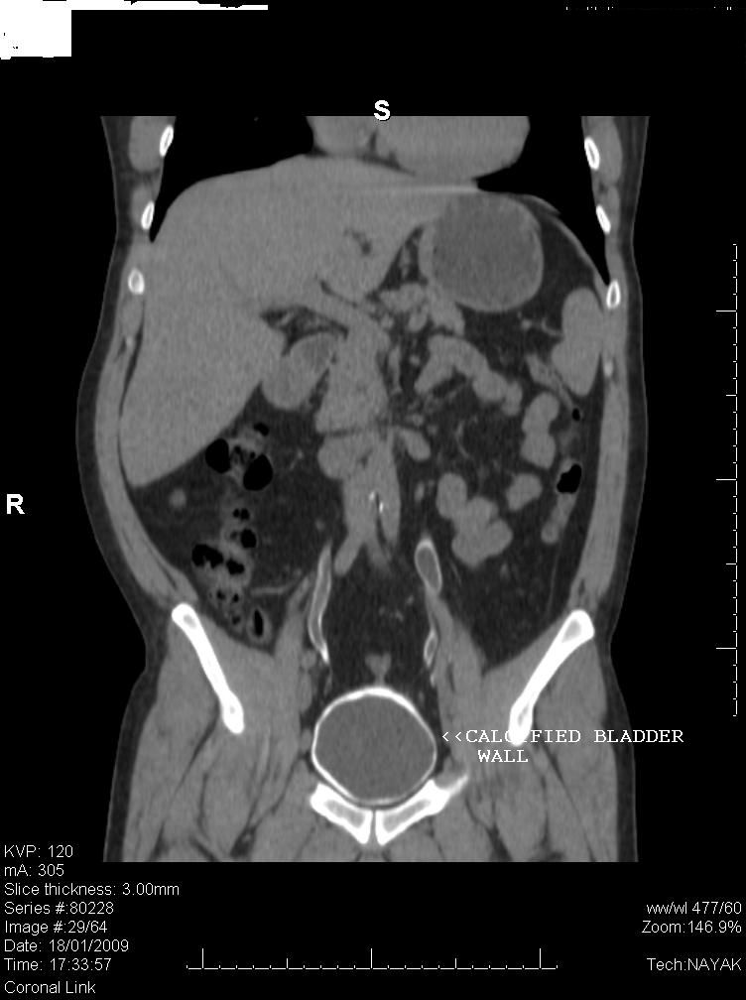 S
R
<<CALCIFIED BLADDER
WALL
KVP: 120
mA: 305
Slice thickness: 3.00mm
Series #:80228
Image #:29/64
Date: 18/01/2009
Time: 17:33:57
Coronal Link
ww/wl 477/60
Zoom:146.9%
Tech:NAYAK